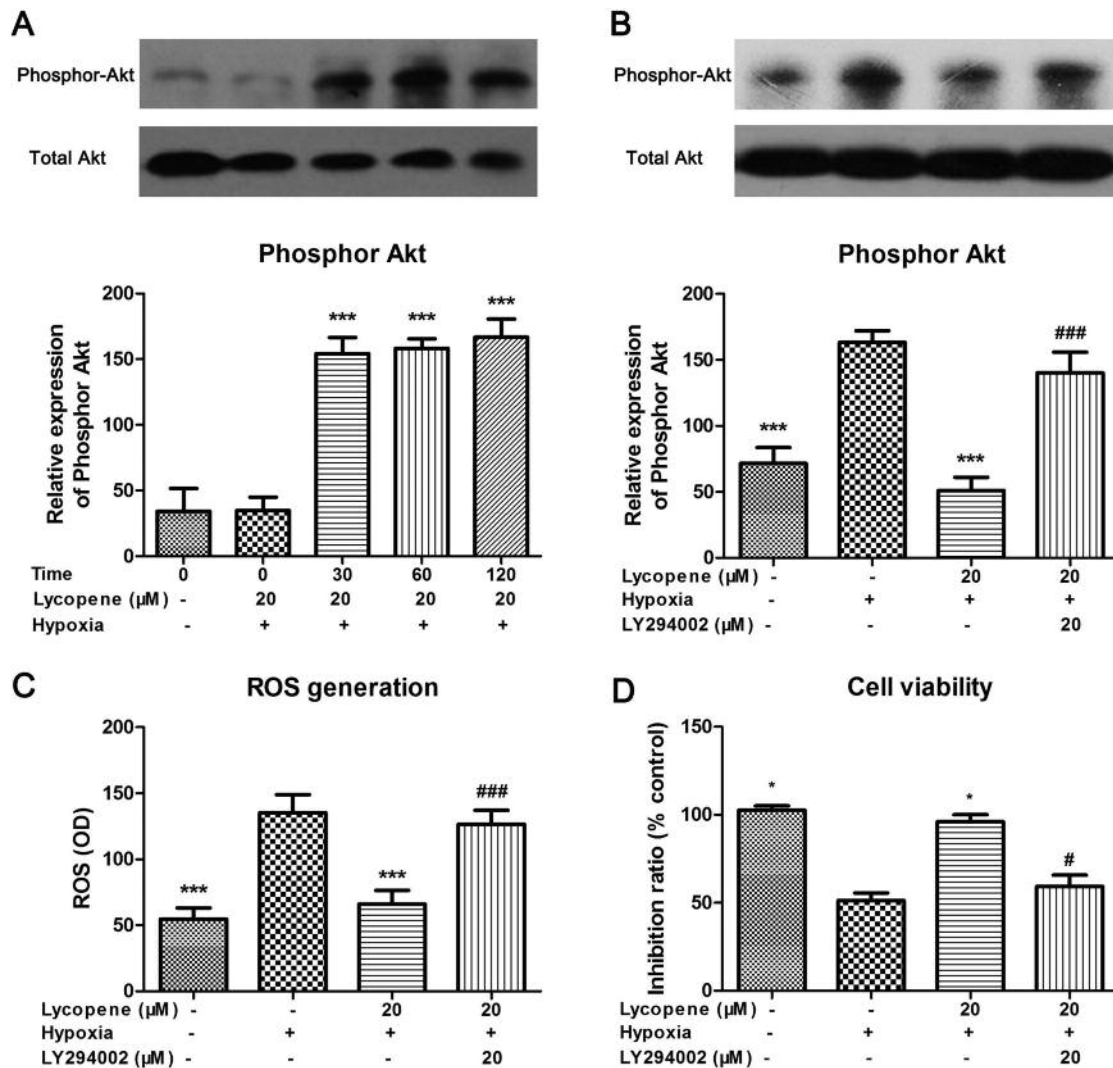 A
Phosphor-Akt
Total Akt
Phosphor Akt
Relative expression
of Phosphor Akt
200
150
100
50
0
***
***
***
Time 0 0 30 60 120
Lycopene (µM) - 20 20 20 20
Hypoxia - + + + +
B
Phosphor-Akt
Total Akt
Phosphor Akt
Relative expression
of Phosphor Akt
200
150
100
50
0
***
***
###
Lycopene (µM) - - 20 20
Hypoxia - + + +
LY294002 (µM) - - - 20
C
ROS generation
ROS (OD)
200
150
100
50
0
***
***
###
Lycopene (µM) - - 20 20
Hypoxia - + + +
LY294002 (µM) - - - 20
D
Cell viability
Inhibition ratio (% control)
150
100
50
0
*
*
#
Lycopene (µM) - - 20 20
Hypoxia - + + +
LY294002 (µM) - - - 20